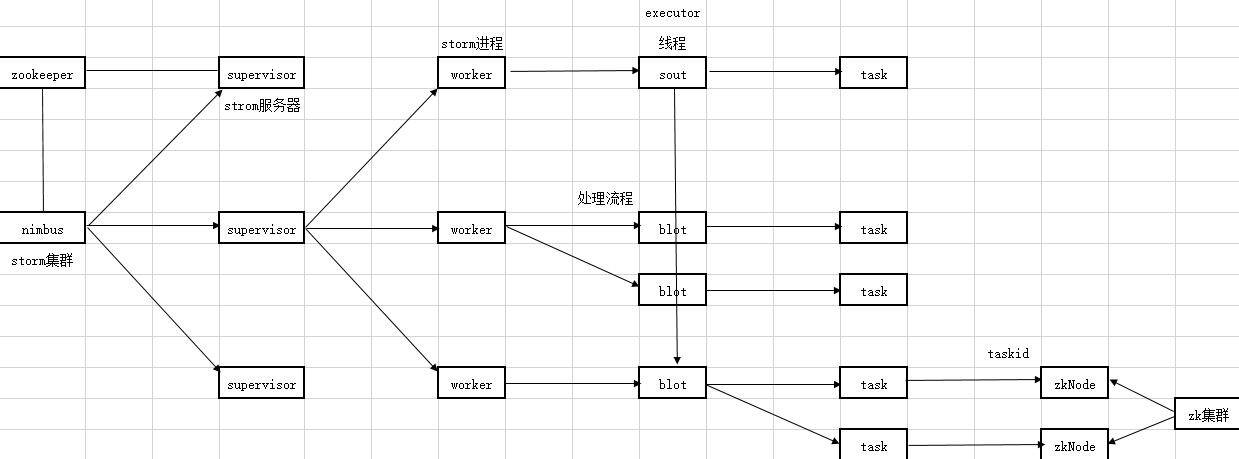 executor
storm进程
线程
zookeeper
supervisor
worker
sout
task
strom服务器
处理流程
nimbus
supervisor
worker
blot
task
storm集群
blot
task
taskid
supervisor
worker
blot
task
zkNode
zk集群
task
zkNode